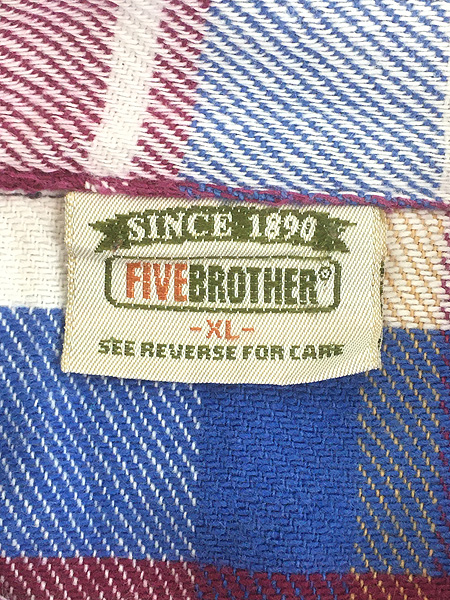 SINCE 1890
FIVEBROTHER®
-XL-
SEE REVERSE FOR CARE